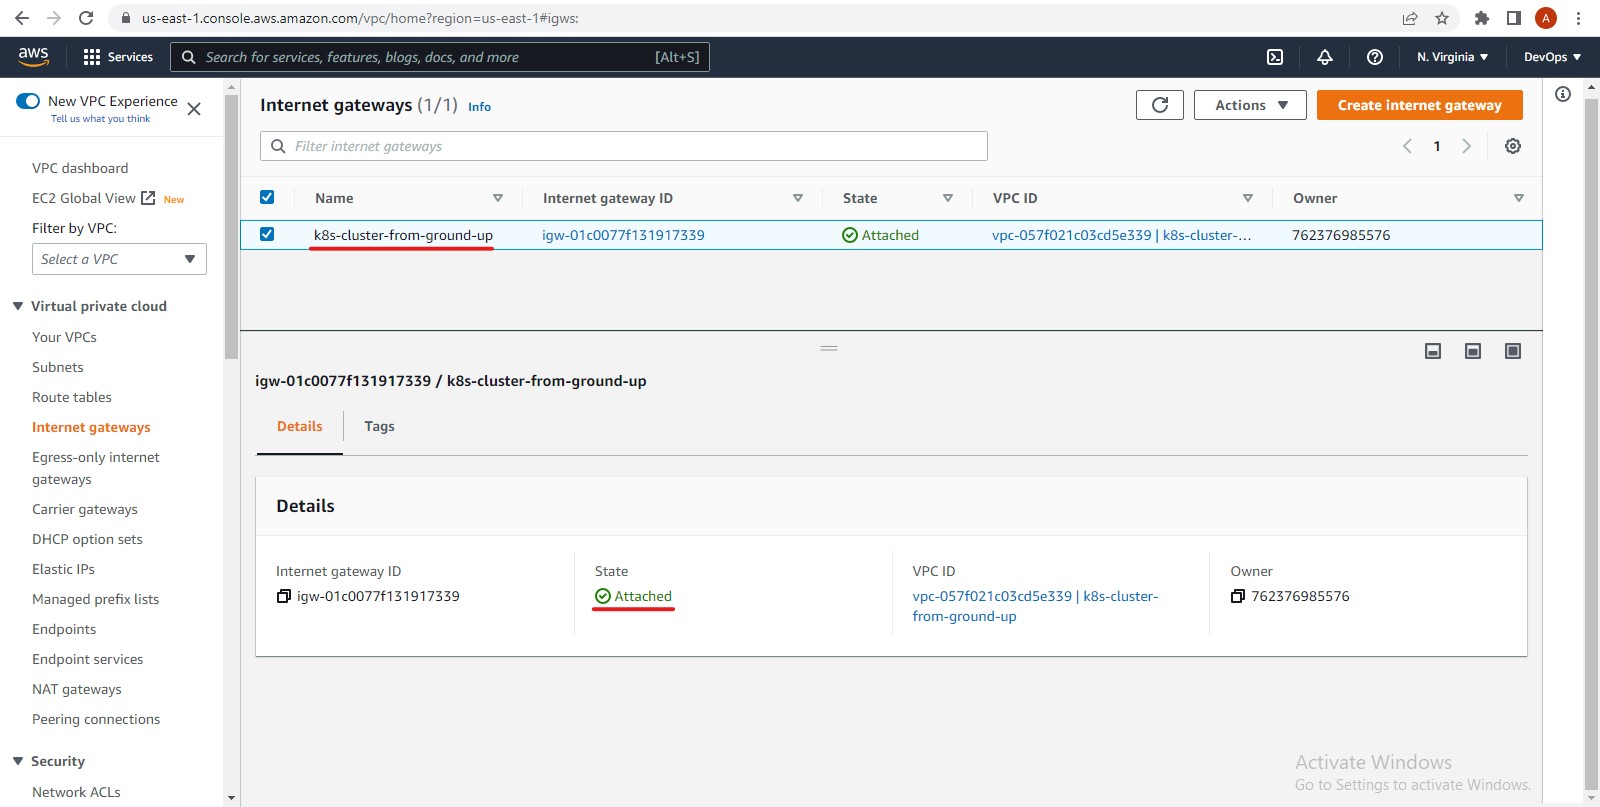 us-east-1.console.aws.amazon.com/vpc/home?region=us-east-1#igws:
A
aws
Services
Search for services, features, blogs, docs, and more
[Alt+S]
N. Virginia
DevOps
New VPC Experience
Tell us what you think
VPC dashboard
EC2 Global View
New
Filter by VPC:
Select a VPC
Virtual private cloud
Your VPCs
Subnets
Route tables
Internet gateways
Egress-only internet
gateways
Carrier gateways
DHCP option sets
Elastic IPs
Managed prefix lists
Endpoints
Endpoint services
NAT gateways
Peering connections
Security
Network ACLs
Internet gateways (1/1) Info
Actions
Create internet gateway
Filter internet gateways
1
Name Internet gateway ID State VPC ID Owner
k8s-cluster-from-ground-up igw-01c0077f131917339 Attached vpc-057f021c03cd5e339 | k8s-cluster-... 762376985576
igw-01c0077f131917339 / k8s-cluster-from-ground-up
Details Tags
Details
Internet gateway ID
igw-01c0077f131917339
State
Attached
VPC ID
vpc-057f021c03cd5e339 | k8s-cluster-
from-ground-up
Owner
762376985576
Activate Windows
Go to Settings to activate Windows.